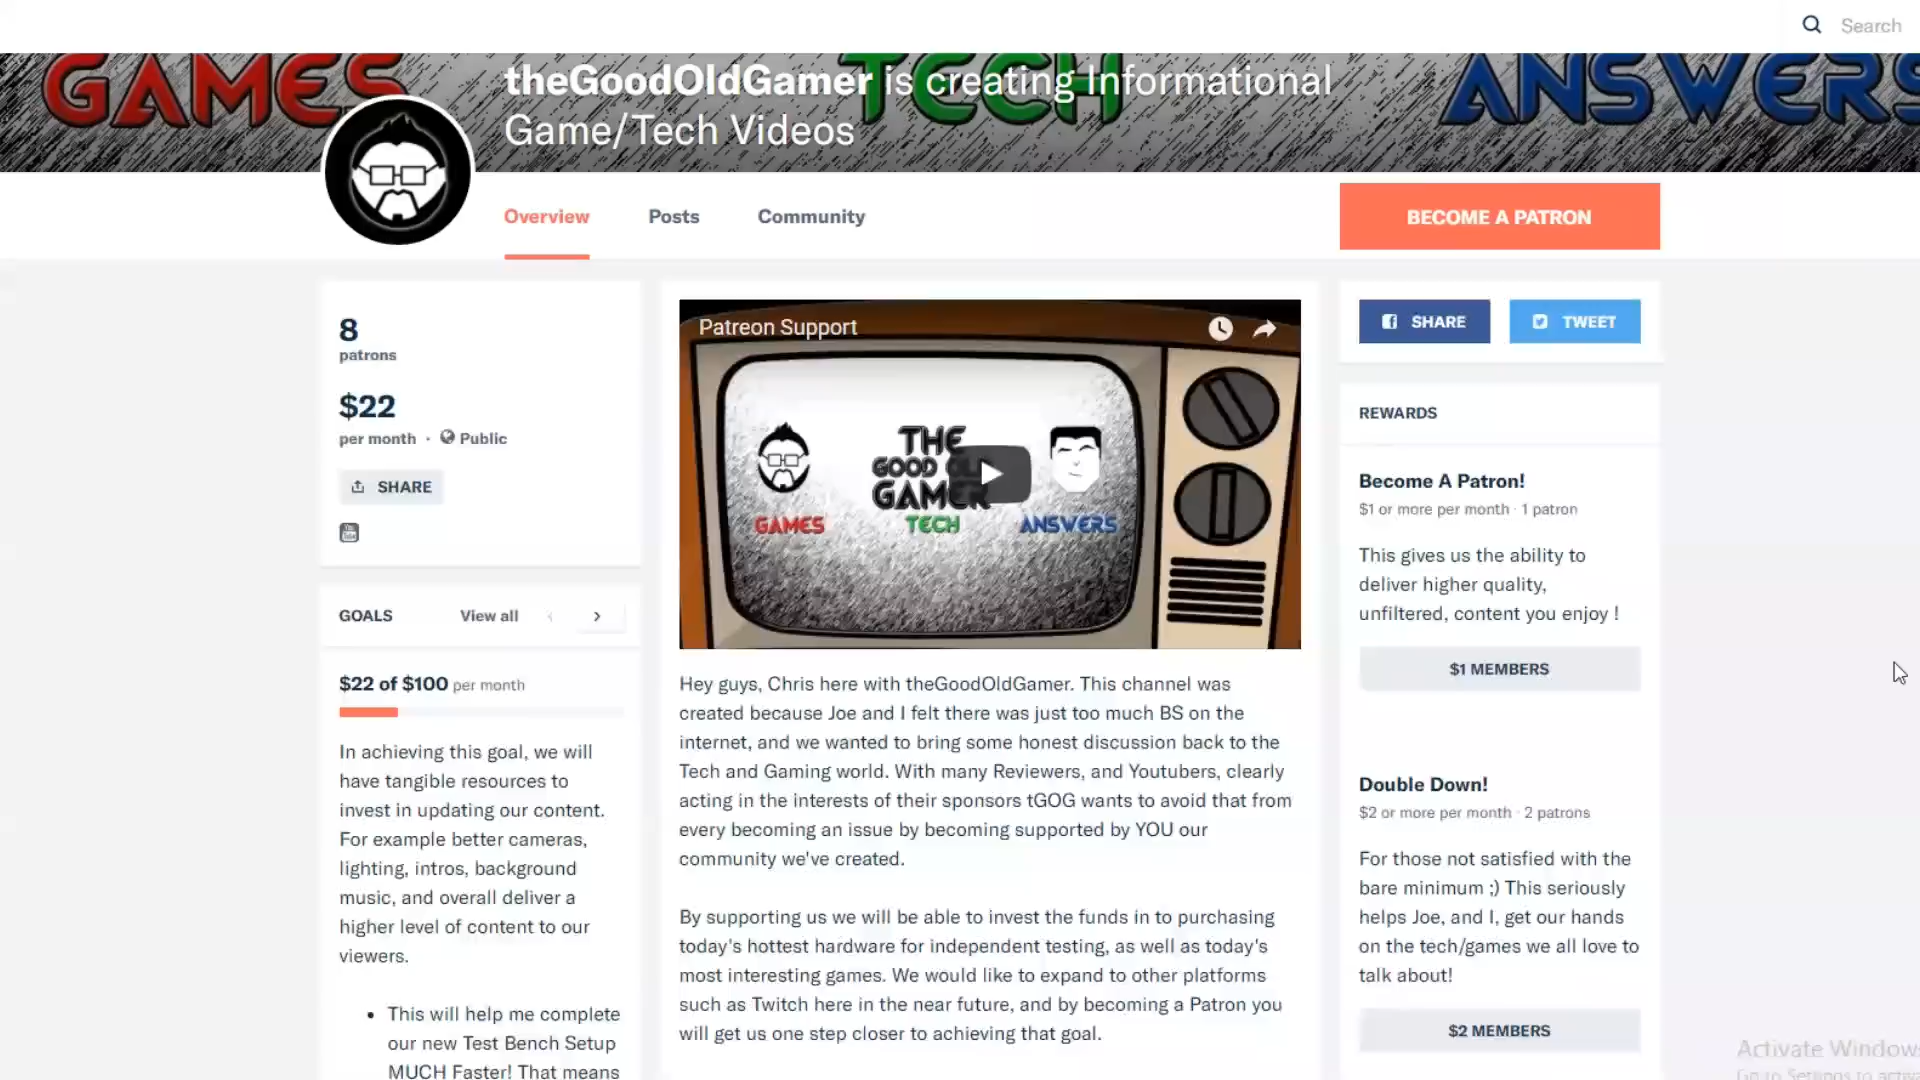 Search
GAMES
TECH
ANSWERS
theGoodOldGamer is creating Informational
Game/Tech Videos
Overview
Posts
Community
BECOME A PATRON
8
patrons
$22
per month · Public
SHARE
You
Tube
GOALS
View all
$22 of $100 per month
In achieving this goal, we will
have tangible resources to
invest in updating our content.
For example better cameras,
lighting, intros, background
music, and overall deliver a
higher level of content to our
viewers.
• This will help me complete
our new Test Bench Setup
MUCH Faster! That means
Patreon Support
THE
GOOD OLD
GAMER
GAMES
TECH
ANSWERS
Hey guys, Chris here with theGoodOldGamer. This channel was
created because Joe and I felt there was just too much BS on the
internet, and we wanted to bring some honest discussion back to the
Tech and Gaming world. With many Reviewers, and Youtubers, clearly
acting in the interests of their sponsors tGOG wants to avoid that from
every becoming an issue by becoming supported by YOU our
community we've created.
By supporting us we will be able to invest the funds in to purchasing
today's hottest hardware for independent testing, as well as today's
most interesting games. We would like to expand to other platforms
such as Twitch here in the near future, and by becoming a Patron you
will get us one step closer to achieving that goal.
SHARE
TWEET
REWARDS
Become A Patron!
$1 or more per month · 1 patron
This gives us the ability to
deliver higher quality,
unfiltered, content you enjoy !
$1 MEMBERS
Double Down!
$2 or more per month · 2 patrons
For those not satisfied with the
bare minimum ;) This seriously
helps Joe, and I, get our hands
on the tech/games we all love to
talk about!
$2 MEMBERS
Activate Windows
Go to Settings to activa